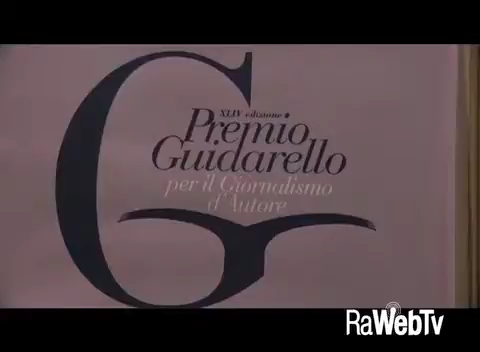 XLIV edizione
Premio
Guidarello
per il Giornalismo
d'Autore
RaWebTv